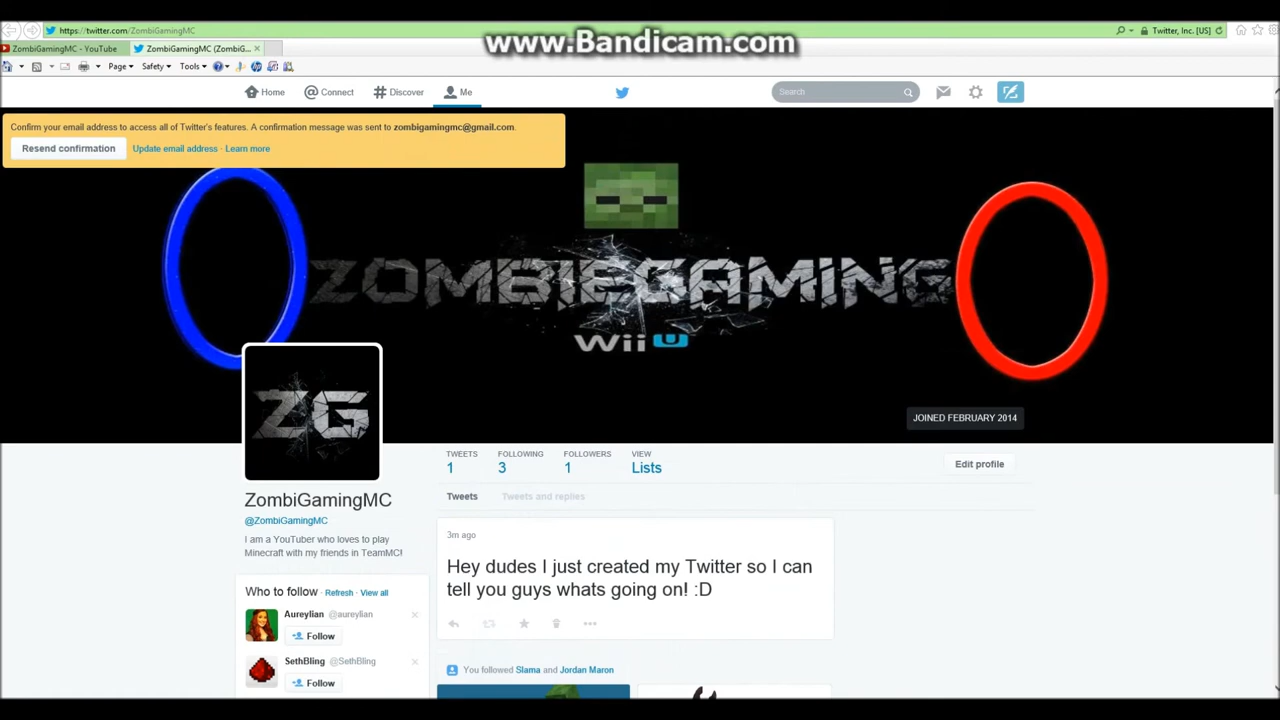 https://twitter.com/ZombiGamingMC
Twitter, Inc. [US]
ZombiGamingMC - YouTube
ZombiGamingMC (ZombiG...
www.Bandicam.com
Page
Safety
Tools
Home
Connect
Discover
Me
Search
Confirm your email address to access all of Twitter's features. A confirmation message was sent to zombigamingmc@gmail.com.
Resend confirmation
Update email address · Learn more
ZOMBIEGAMING
Wii U
ZG
JOINED FEBRUARY 2014
TWEETS FOLLOWING FOLLOWERS VIEW
1 3 1 Lists
Edit profile
Tweets Tweets and replies
ZombiGamingMC
@ZombiGamingMC
I am a YouTuber who loves to play
Minecraft with my friends in TeamMC!
3m ago
Hey dudes I just created my Twitter so I can
tell you guys whats going on! :D
Who to follow · Refresh · View all
Aureylian @aureylian
Follow
SethBling @SethBling
Follow
You followed Slama and Jordan Maron